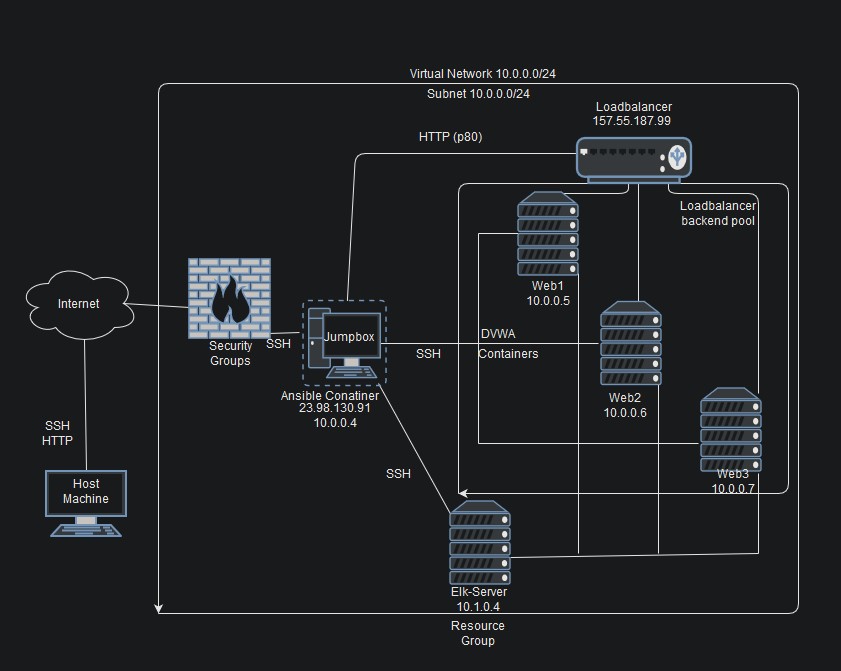 Virtual Network 10.0.0.0/24
Subnet 10.0.0.0/24
Loadbalancer
157.55.187.99
HTTP (p80)
Loadbalancer
backend pool
Web1
10.0.0.5
Internet
Security
Groups
SSH
Jumpbox
DVWA
Containers
SSH
Ansible Conatiner
23.98.130.91
10.0.0.4
Web2
10.0.0.6
SSH
HTTP
Host
Machine
SSH
Web3
10.0.0.7
Elk-Server
10.1.0.4
Resource
Group